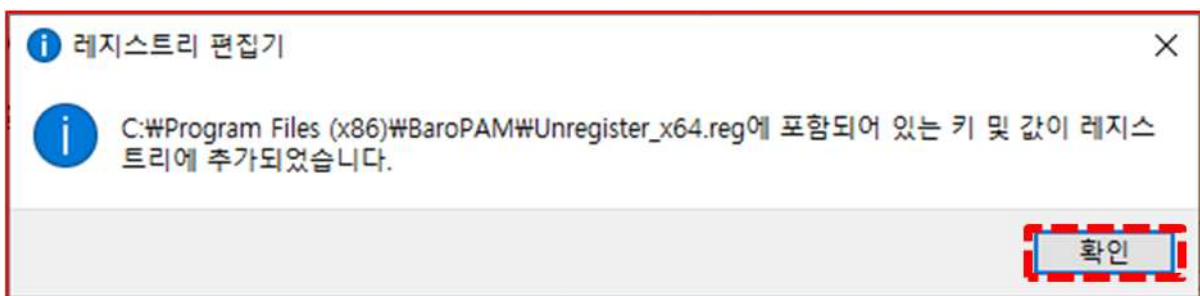 레지스트리 편집기
C:₩Program Files (x86)₩BaroPAM₩Unregister_x64.reg에 포함되어 있는 키 및 값이 레지스
트리에 추가되었습니다.
확인